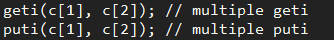 geti(c[1], c[2]); // multiple geti
puti(c[1], c[2]); // multiple puti